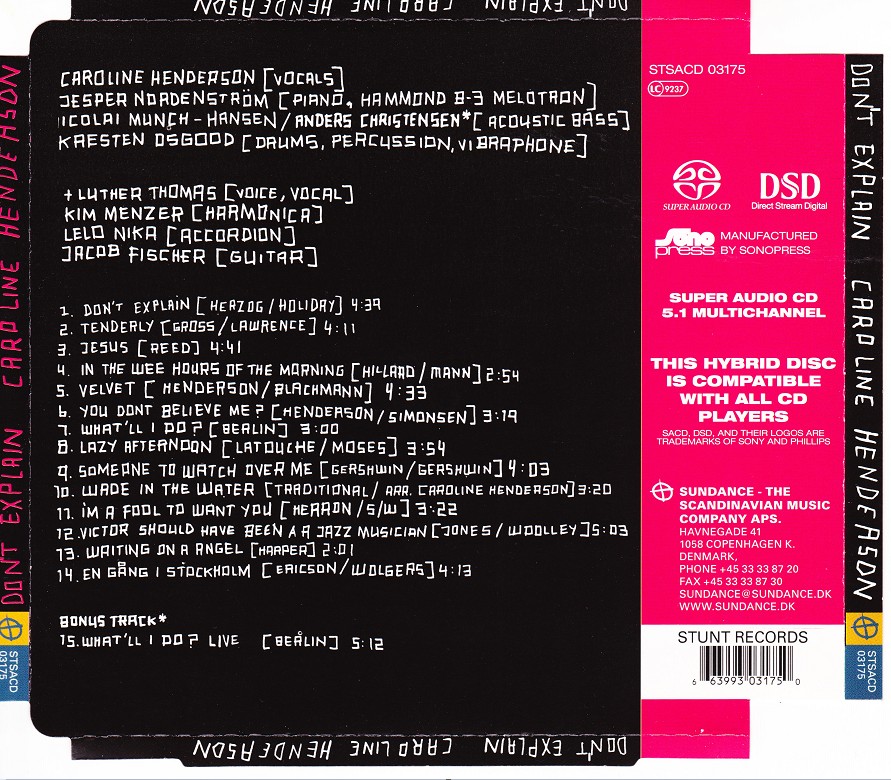 DON'T EXPLAIN CAROLINE HENDERSON
CAROLINE HENDERSON [VOCALS]
JESPER NORDENSTRÖM [PIANO, HAMMOND B-3 MELOTRON]
NICOLAI MUNCH-HANSEN/ANDERS CHRISTENSEN*[ACOUSTIC BASS]
KARSTEN OSGOOD [DRUMS, PERCUSSION, VIBRAPHONE]
+ LUTHER THOMAS [VOICE, VOCAL]
KIM MENZER [HARMONICA]
LELO NIKA [ACCORDION]
JACOB FISCHER [GUITAR]
1. DON'T EXPLAIN [HERZOG/HOLIDAY] 4:39
2. TENDERLY [GROSS/LAWRENCE] 4:11
3. JESUS [REED] 4:41
4. IN THE WEE HOURS OF THE MORNING [HILLARD/MANN] 2:54
5. VELVET [HENDERSON/BLACHMANN] 4:33
6. YOU DONT BELIEVE ME? [HENDERSON/SIMONSEN] 3:19
7. WHAT'LL I DO? [BERLIN] 3:00
8. LAZY AFTERNOON [LATOUCHE/MOSES] 3:54
9. SOMEONE TO WATCH OVER ME [GERSHWIN/GERSHWIN] 4:03
10. WADE IN THE WATER [TRADITIONAL/ARR. CAROLINE HENDERSON] 3:20
11. I'M A FOOL TO WANT YOU [HERRON/S/W] 3:22
12. VICTOR SHOULD HAVE BEEN A A JAZZ MUSICIAN [JONES/WOOLLEY] 5:03
13. WAITING ON A ANGEL [HARPER] 2:01
14. EN GÅNG I STOCKHOLM [ERICSON/WOLGERS] 4:13
BONUS TRACK*
15. WHAT'LL I DO? LIVE [BERLIN] 5:12
STSACD 03175
LC 9237
SUPER AUDIO CD
DSD
Direct Stream Digital
sono press
MANUFACTURED
BY SONOPRESS
SUPER AUDIO CD
5.1 MULTICHANNEL
THIS HYBRID DISC
IS COMPATIBLE
WITH ALL CD
PLAYERS
SACD, DSD, AND THEIR LOGOS ARE
TRADEMARKS OF SONY AND PHILLIPS
SUNDANCE - THE
SCANDINAVIAN MUSIC
COMPANY APS.
HAVNEGADE 41
1058 COPENHAGEN K.
DENMARK,
PHONE +45 33 33 87 20
FAX +45 33 33 87 30
SUNDANCE@SUNDANCE.DK
WWW.SUNDANCE.DK
STUNT RECORDS
6 63993 03175 0
DON'T EXPLAIN CAROLINE HENDERSON
STSACD
03175
DON'T EXPLAIN CAROLINE HENDERSON
STSACD
03175
DON'T EXPLAIN CAROLINE HENDERSON